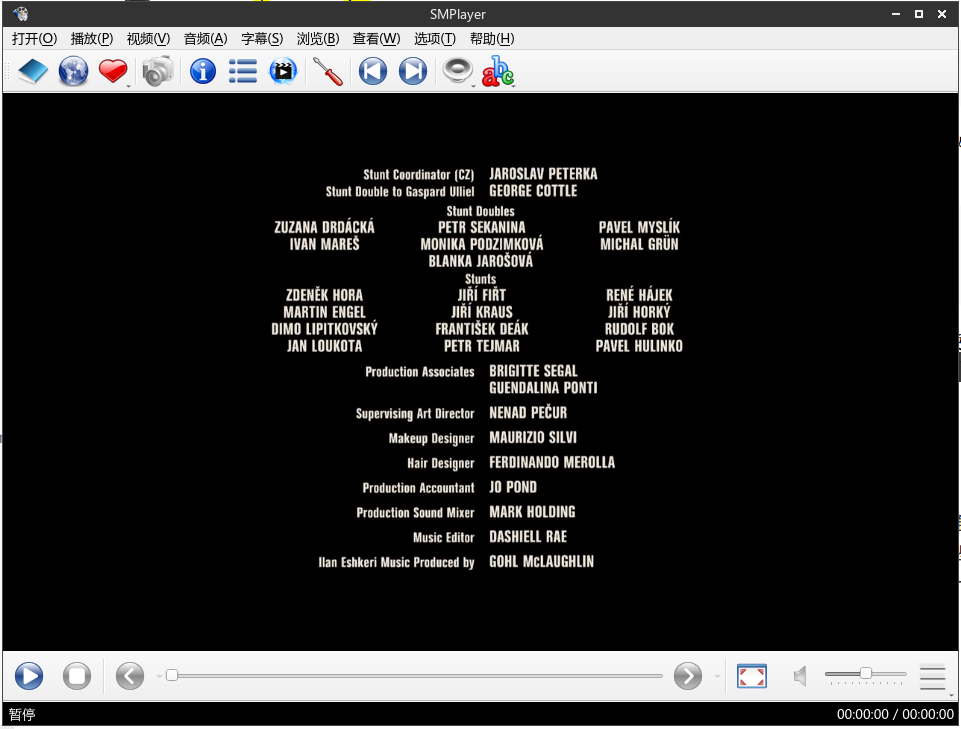 SMPlayer
打开(O) 播放(P) 视频(V) 音频(A) 字幕(S) 浏览(B) 查看(W) 选项(T) 帮助(H)
abc
Stunt Coordinator (CZ) JAROSLAV PETERKA
Stunt Double to Gaspard Ulliel GEORGE COTTLE
Stunt Doubles
ZUZANA DRDÁCKÁ PETR SEKANINA PAVEL MYSLÍK
IVAN MAREŠ MONIKA PODZIMKOVÁ MICHAL GRÜN
BLANKA JAROŠOVÁ
Stunts
ZDENĚK HORA JIŘÍ FIŘT RENÉ HÁJEK
MARTIN ENGEL JIŘÍ KRAUS JIŘÍ HORKÝ
DIMO LIPITKOVSKÝ FRANTIŠEK DEÁK RUDOLF BOK
JAN LOUKOTA PETR TEJMAR PAVEL HULINKO
Production Associates BRIGITTE SEGAL
GUENDALINA PONTI
Supervising Art Director NENAD PEČUR
Makeup Designer MAURIZIO SILVI
Hair Designer FERDINANDO MEROLLA
Production Accountant JO POND
Production Sound Mixer MARK HOLDING
Music Editor DASHIELL RAE
Ilan Eshkeri Music Produced by GOHL McLAUGHLIN
暂停 00:00:00 / 00:00:00